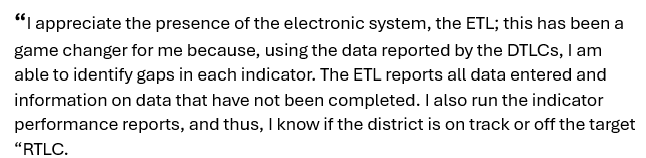 “I appreciate the presence of the electronic system, the ETL; this has been a
game changer for me because, using the data reported by the DTLCs, I am
able to identify gaps in each indicator. The ETL reports all data entered and
information on data that have not been completed. I also run the indicator
performance reports, and thus, I know if the district is on track or off the target
“RTLC.